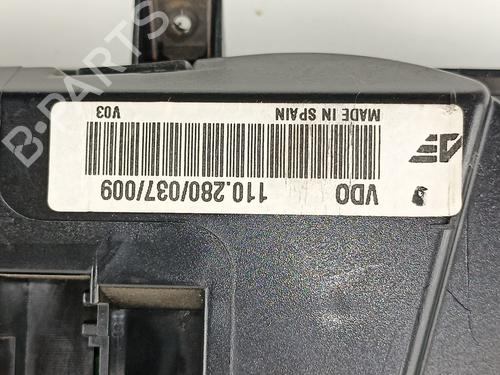 VDO
110.280/037/009
MADE IN SPAIN
V03
B-PARTS